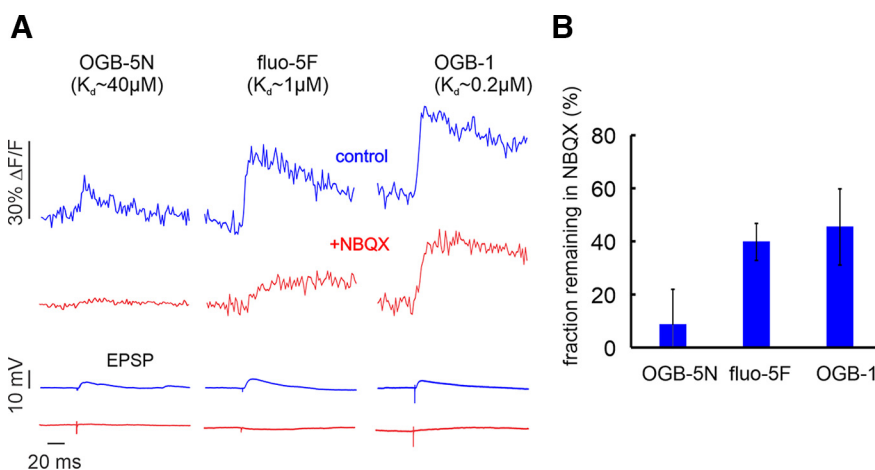 A
OGB-5N
(Kd~40µM)
fluo-5F
(Kd~1µM)
OGB-1
(Kd~0.2µM)
30% ΔF/F
control
+NBQX
10 mV
EPSP
20 ms
B
fraction remaining in NBQX (%)
80
60
40
20
0
OGB-5N fluo-5F OGB-1